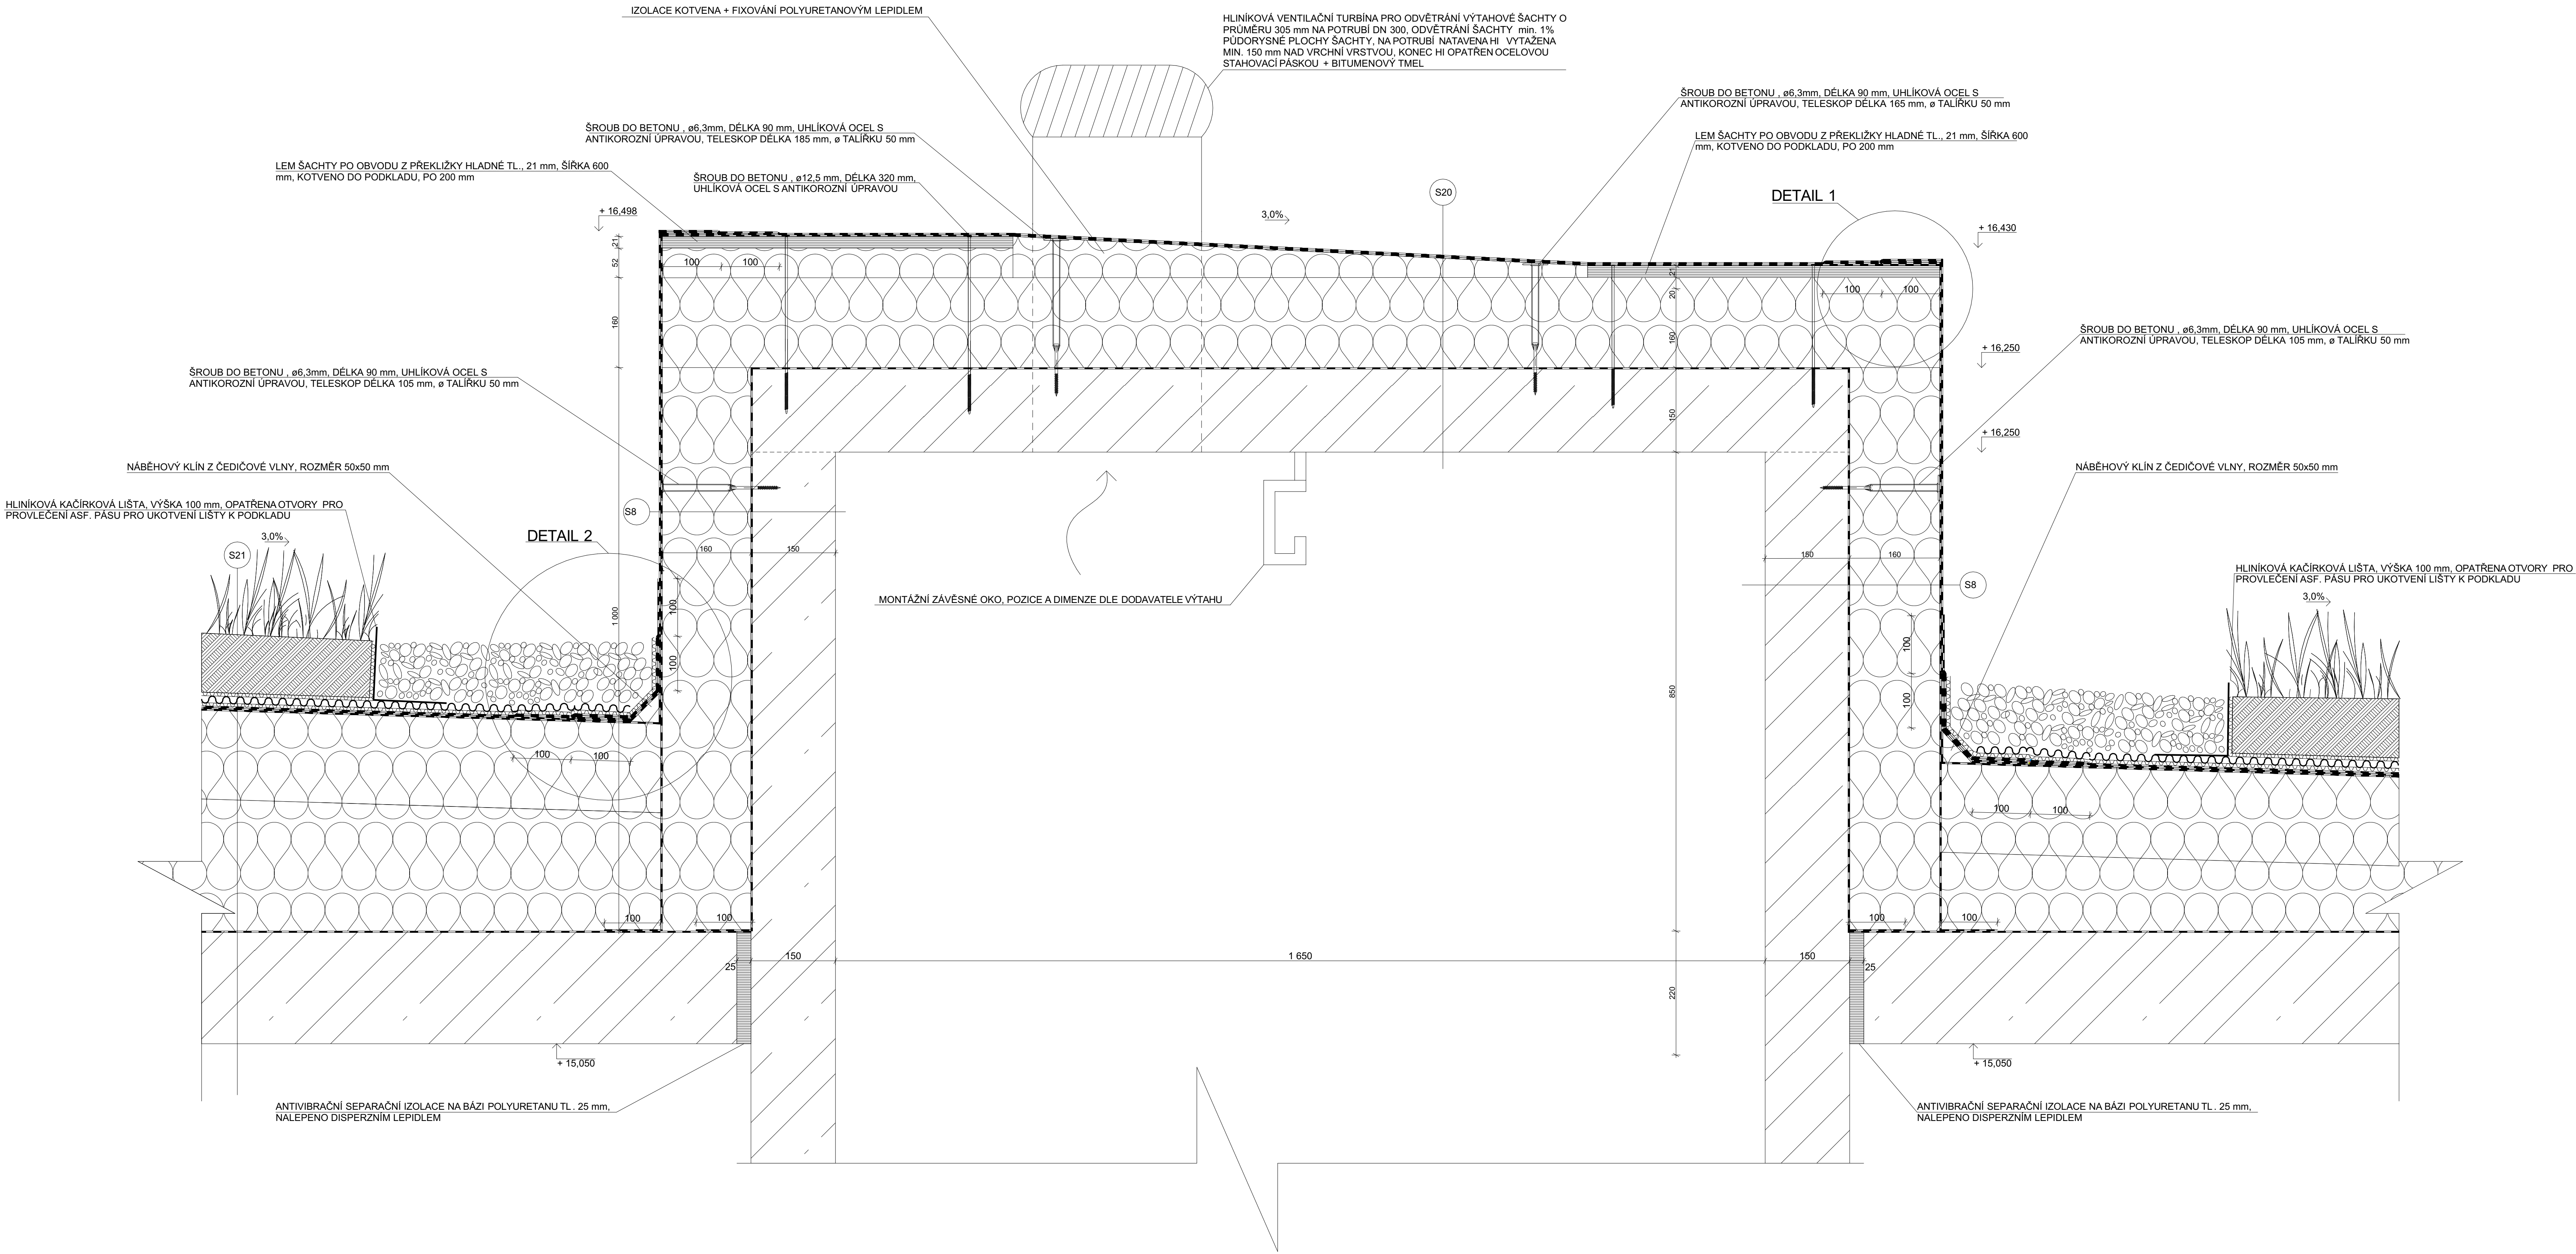 IZOLACE KOTVENA + FIXOVÁNÍ POLYURETANOVÝM LEPIDLEM
HLINÍKOVÁ VENTILAČNÍ TURBÍNA PRO ODVĚTRÁNÍ VÝTAHOVÉ ŠACHTY O
PRŮMĚRU 305 mm NA POTRUBÍ DN 300, ODVĚTRÁNÍ ŠACHTY min. 1%
PŮDORYSNÉ PLOCHY ŠACHTY, NA POTRUBÍ NATAVENA HI VYTAŽENA
MIN. 150 mm NAD VRCHNÍ VRSTVOU, KONEC HI OPATŘEN OCELOVOU
STAHOVACÍ PÁSKOU + BITUMENOVÝ TMEL
ŠROUB DO BETONU , ø6,3mm, DÉLKA 90 mm, UHLÍKOVÁ OCEL S
ANTIKOROZNÍ ÚPRAVOU, TELESKOP DÉLKA 165 mm, ø TALÍŘKU 50 mm
ŠROUB DO BETONU , ø6,3mm, DÉLKA 90 mm, UHLÍKOVÁ OCEL S
ANTIKOROZNÍ ÚPRAVOU, TELESKOP DÉLKA 185 mm, ø TALÍŘKU 50 mm
LEM ŠACHTY PO OBVODU Z PŘEKLIŽKY HLADNÉ TL., 21 mm, ŠÍŘKA 600
mm, KOTVENO DO PODKLADU, PO 200 mm
LEM ŠACHTY PO OBVODU Z PŘEKLIŽKY HLADNÉ TL., 21 mm, ŠÍŘKA 600
mm, KOTVENO DO PODKLADU, PO 200 mm
ŠROUB DO BETONU , ø12,5 mm, DÉLKA 320 mm,
UHLÍKOVÁ OCEL S ANTIKOROZNÍ ÚPRAVOU
S20
DETAIL 1
+ 16,498
3,0%
+ 16,430
21
52
100
100
21
20
100
100
160
160
ŠROUB DO BETONU , ø6,3mm, DÉLKA 90 mm, UHLÍKOVÁ OCEL S
ANTIKOROZNÍ ÚPRAVOU, TELESKOP DÉLKA 105 mm, ø TALÍŘKU 50 mm
+ 16,250
ŠROUB DO BETONU , ø6,3mm, DÉLKA 90 mm, UHLÍKOVÁ OCEL S
ANTIKOROZNÍ ÚPRAVOU, TELESKOP DÉLKA 105 mm, ø TALÍŘKU 50 mm
150
+ 16,250
NÁBĚHOVÝ KLÍN Z ČEDIČOVÉ VLNY, ROZMĚR 50x50 mm
NÁBĚHOVÝ KLÍN Z ČEDIČOVÉ VLNY, ROZMĚR 50x50 mm
HLINÍKOVÁ KAČÍRKOVÁ LIŠTA, VÝŠKA 100 mm, OPATŘENA OTVORY PRO
PROVLEČENÍ ASF. PÁSU PRO UKOTVENÍ LIŠTY K PODKLADU
S8
DETAIL 2
3,0%
S21
160
150
150
160
HLINÍKOVÁ KAČÍRKOVÁ LIŠTA, VÝŠKA 100 mm, OPATŘENA OTVORY PRO
PROVLEČENÍ ASF. PÁSU PRO UKOTVENÍ LIŠTY K PODKLADU
S8
3,0%
MONTÁŽNÍ ZÁVĚSNÉ OKO, POZICE A DIMENZE DLE DODAVATELE VÝTAHU
1 000
100
100
100
100
850
100
100
100
100
100
100
100
100
25
150
1 650
150
25
220
+ 15,050
+ 15,050
ANTIVIBRAČNÍ SEPARAČNÍ IZOLACE NA BÁZI POLYURETANU TL. 25 mm,
NALEPENO DISPERZNÍM LEPIDLEM
ANTIVIBRAČNÍ SEPARAČNÍ IZOLACE NA BÁZI POLYURETANU TL. 25 mm,
NALEPENO DISPERZNÍM LEPIDLEM